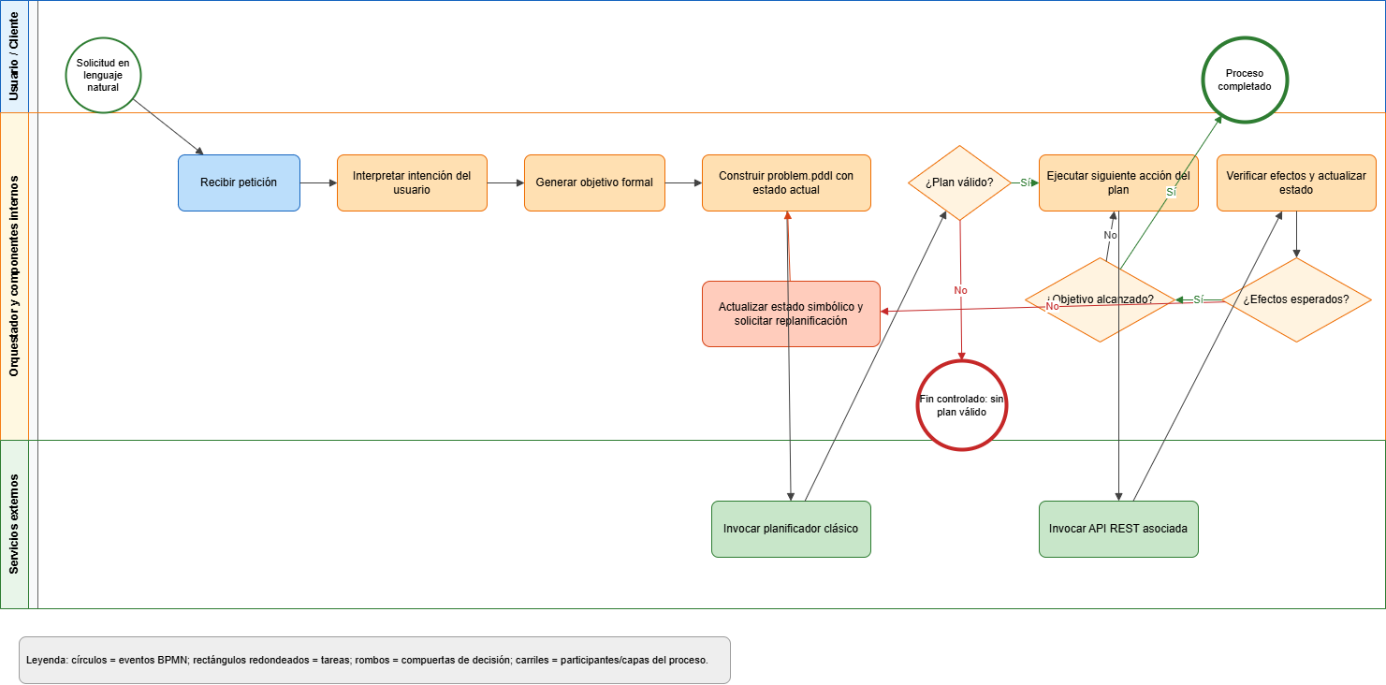 Usuario / Cliente
Solicitud en
lenguaje
natural
Proceso
completado
Orquestador y componentes internos
Recibir petición
Interpretar intención del
usuario
Generar objetivo formal
Construir problem.pddl con
estado actual
¿Plan válido?
Sí
Ejecutar siguiente acción del
plan
Sí
Verificar efectos y actualizar
estado
No
Actualizar estado simbólico y
solicitar replanificación
No
¿Objetivo alcanzado?
No
Sí
¿Efectos esperados?
Fin controlado: sin
plan válido
Servicios externos
Invocar planificador clásico
Invocar API REST asociada
Leyenda: círculos = eventos BPMN; rectángulos redondeados = tareas; rombos = compuertas de decisión; carriles = participantes/capas del proceso.